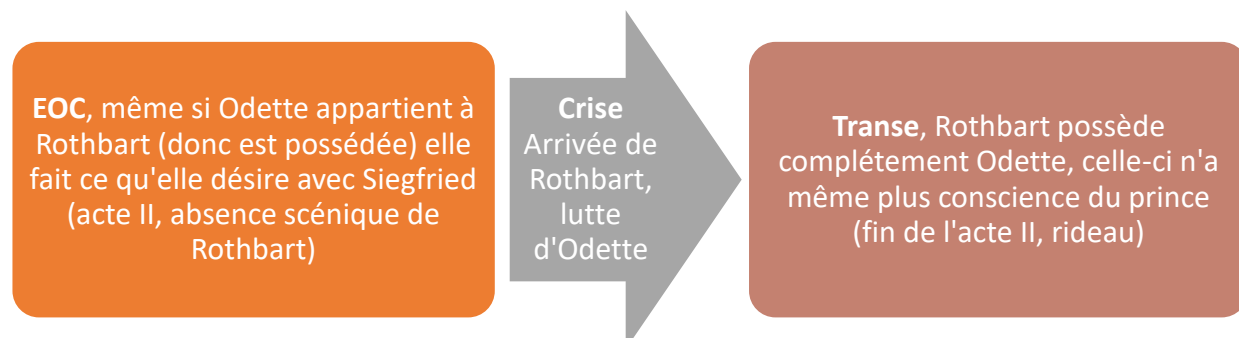 EOC, même si Odette appartient à
Rothbart (donc est possédée) elle
fait ce qu'elle désire avec Siegfried
(acte II, absence scénique de
Rothbart)
Crise
Arrivée de
Rothbart,
lutte
d'Odette
Transe, Rothbart possède
complétement Odette, celle-ci n'a
même plus conscience du prince
(fin de l'acte II, rideau)